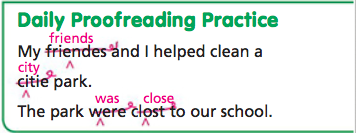 Daily Proofreading Practice
friends
My friendes and I helped clean a
city
citie park.
was close
The park were clost to our school.